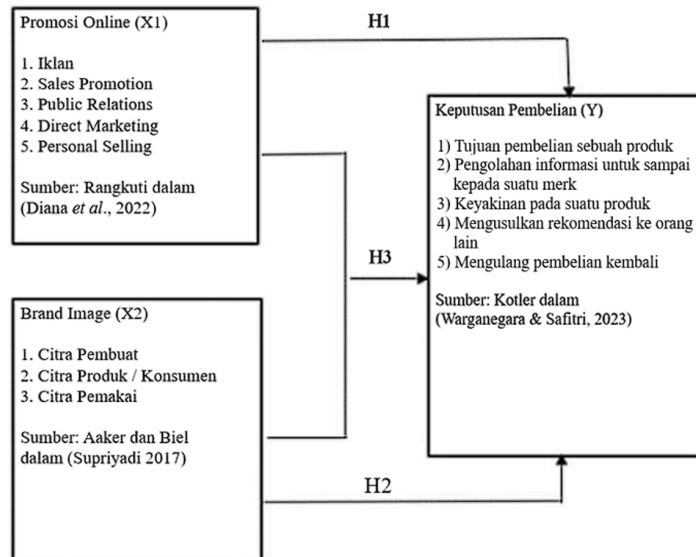 Promosi Online (X1)
1. Iklan
2. Sales Promotion
3. Public Relations
4. Direct Marketing
5. Personal Selling
Sumber: Rangkuti dalam
(Diana et al., 2022)
H1
Keputusan Pembelian (Y)
1) Tujuan pembelian sebuah produk
2) Pengolahan informasi untuk sampai
kepada suatu merk
3) Keyakinan pada suatu produk
4) Mengusulkan rekomendasi ke orang
lain
5) Mengulang pembelian kembali
Sumber: Kotler dalam
(Warganegara & Safitri, 2023)
H3
Brand Image (X2)
1. Citra Pembuat
2. Citra Produk / Konsumen
3. Citra Pemakai
Sumber: Aaker dan Biel
dalam (Supriyadi 2017)
H2